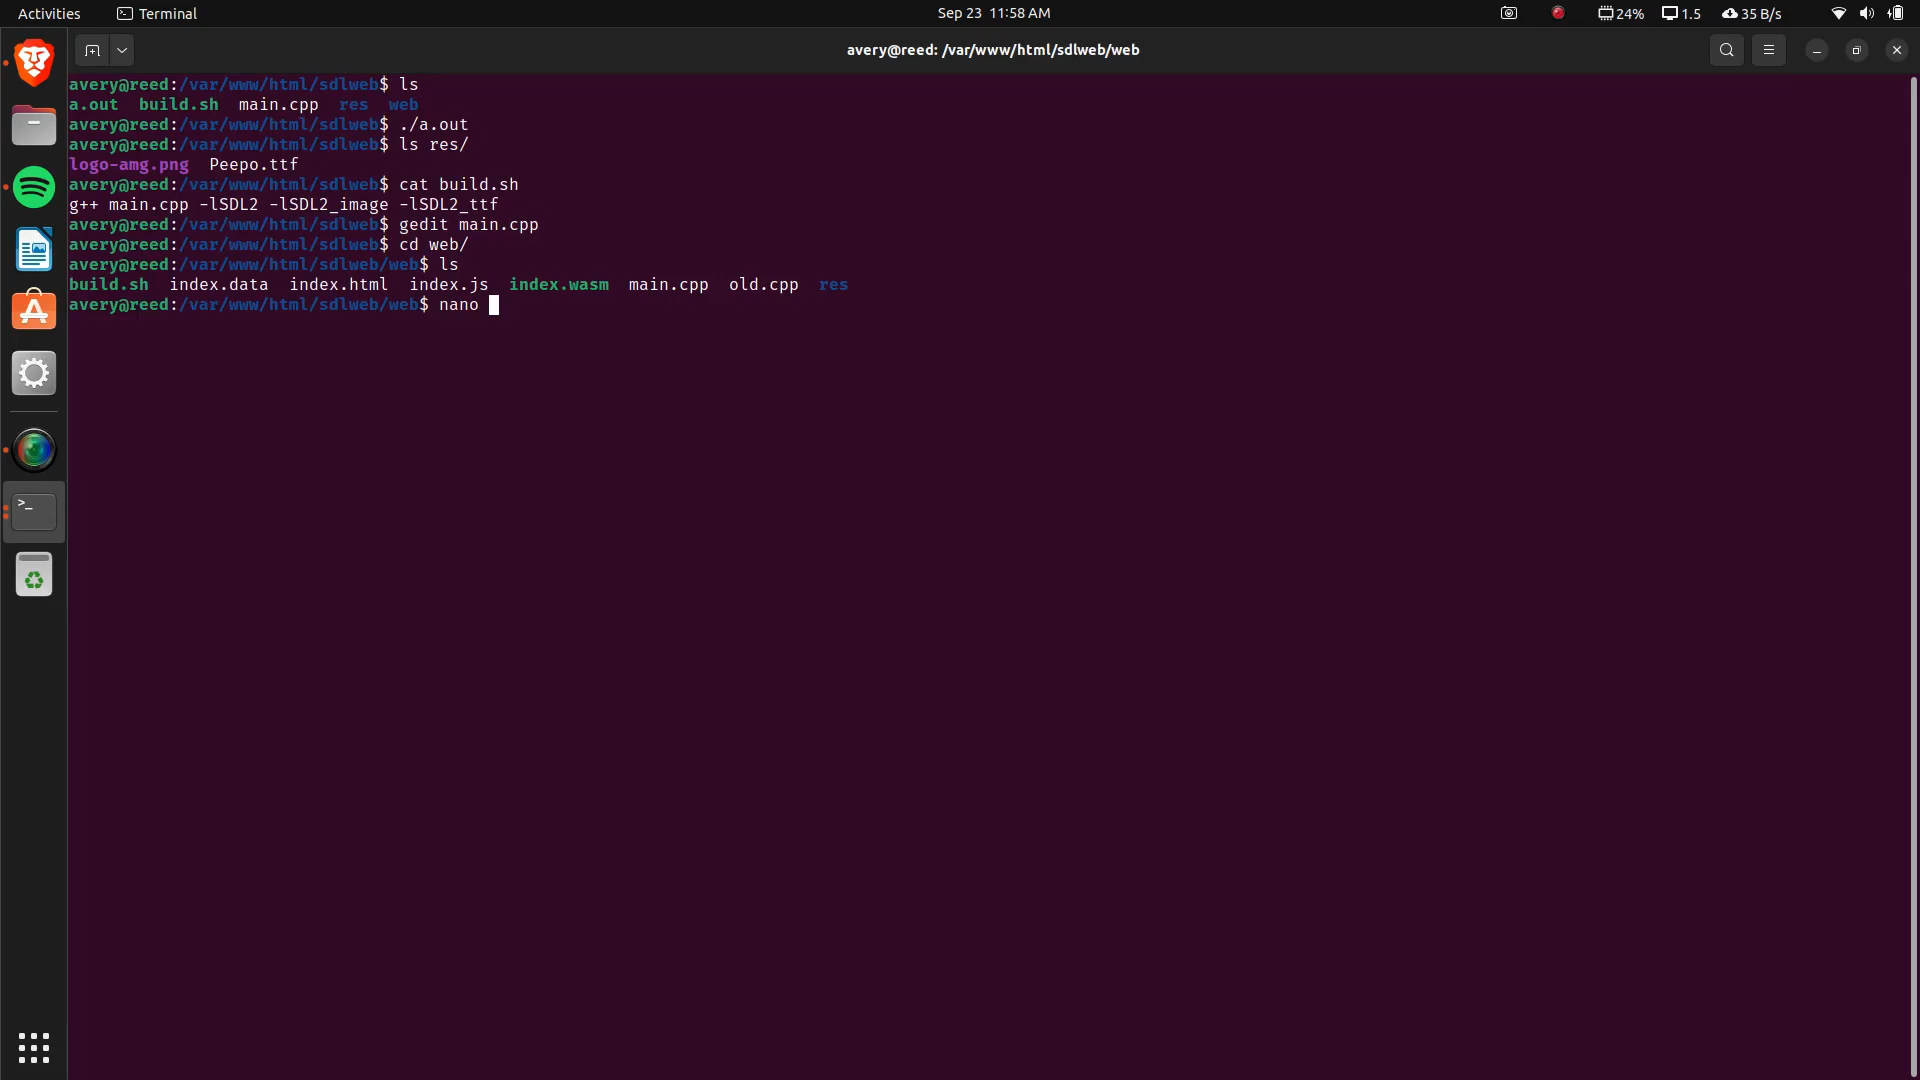 Activities Terminal Sep 23 11:58 AM 24% 1.5 35 B/s
avery@reed: /var/www/html/sdlweb/web
avery@reed:/var/www/html/sdlweb$ ls
a.out build.sh main.cpp res web
avery@reed:/var/www/html/sdlweb$ ./a.out
avery@reed:/var/www/html/sdlweb$ ls res/
logo-amg.png Peepo.ttf
avery@reed:/var/www/html/sdlweb$ cat build.sh
g++ main.cpp -lSDL2 -lSDL2_image -lSDL2_ttf
avery@reed:/var/www/html/sdlweb$ gedit main.cpp
avery@reed:/var/www/html/sdlweb$ cd web/
avery@reed:/var/www/html/sdlweb/web$ ls
build.sh index.data index.html index.js index.wasm main.cpp old.cpp res
avery@reed:/var/www/html/sdlweb/web$ nano